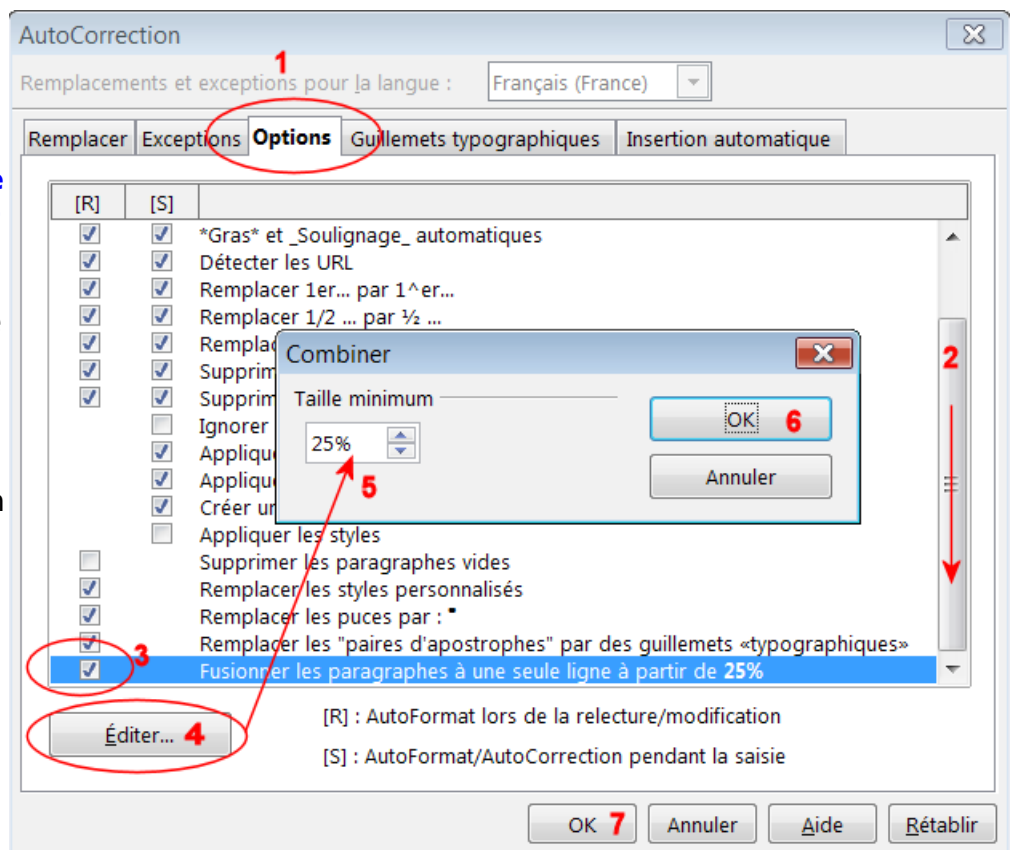 AutoCorrection
1
Remplacements et exceptions pour la langue : Français (France)
Remplacer Exceptions Options Guillemets typographiques Insertion automatique
e
[R] [S]
*Gras* et _Soulignage_ automatiques
Détecter les URL
Remplacer 1er... par 1^er...
Remplacer 1/2 ... par ½ ...
Remplac
Supprim
Supprim
Ignorer
Applique
Applique
Créer un
Combiner
Taille minimum
25%
5
OK 6
Annuler
2
n
Appliquer les styles
Supprimer les paragraphes vides
Remplacer les styles personnalisés
Remplacer les puces par :
Remplacer les "paires d'apostrophes" par des guillemets «typographiques»
3
Fusionner les paragraphes à une seule ligne à partir de 25%
Éditer... 4
[R] : AutoFormat lors de la relecture/modification
[S] : AutoFormat/AutoCorrection pendant la saisie
OK 7 Annuler Aide Rétablir